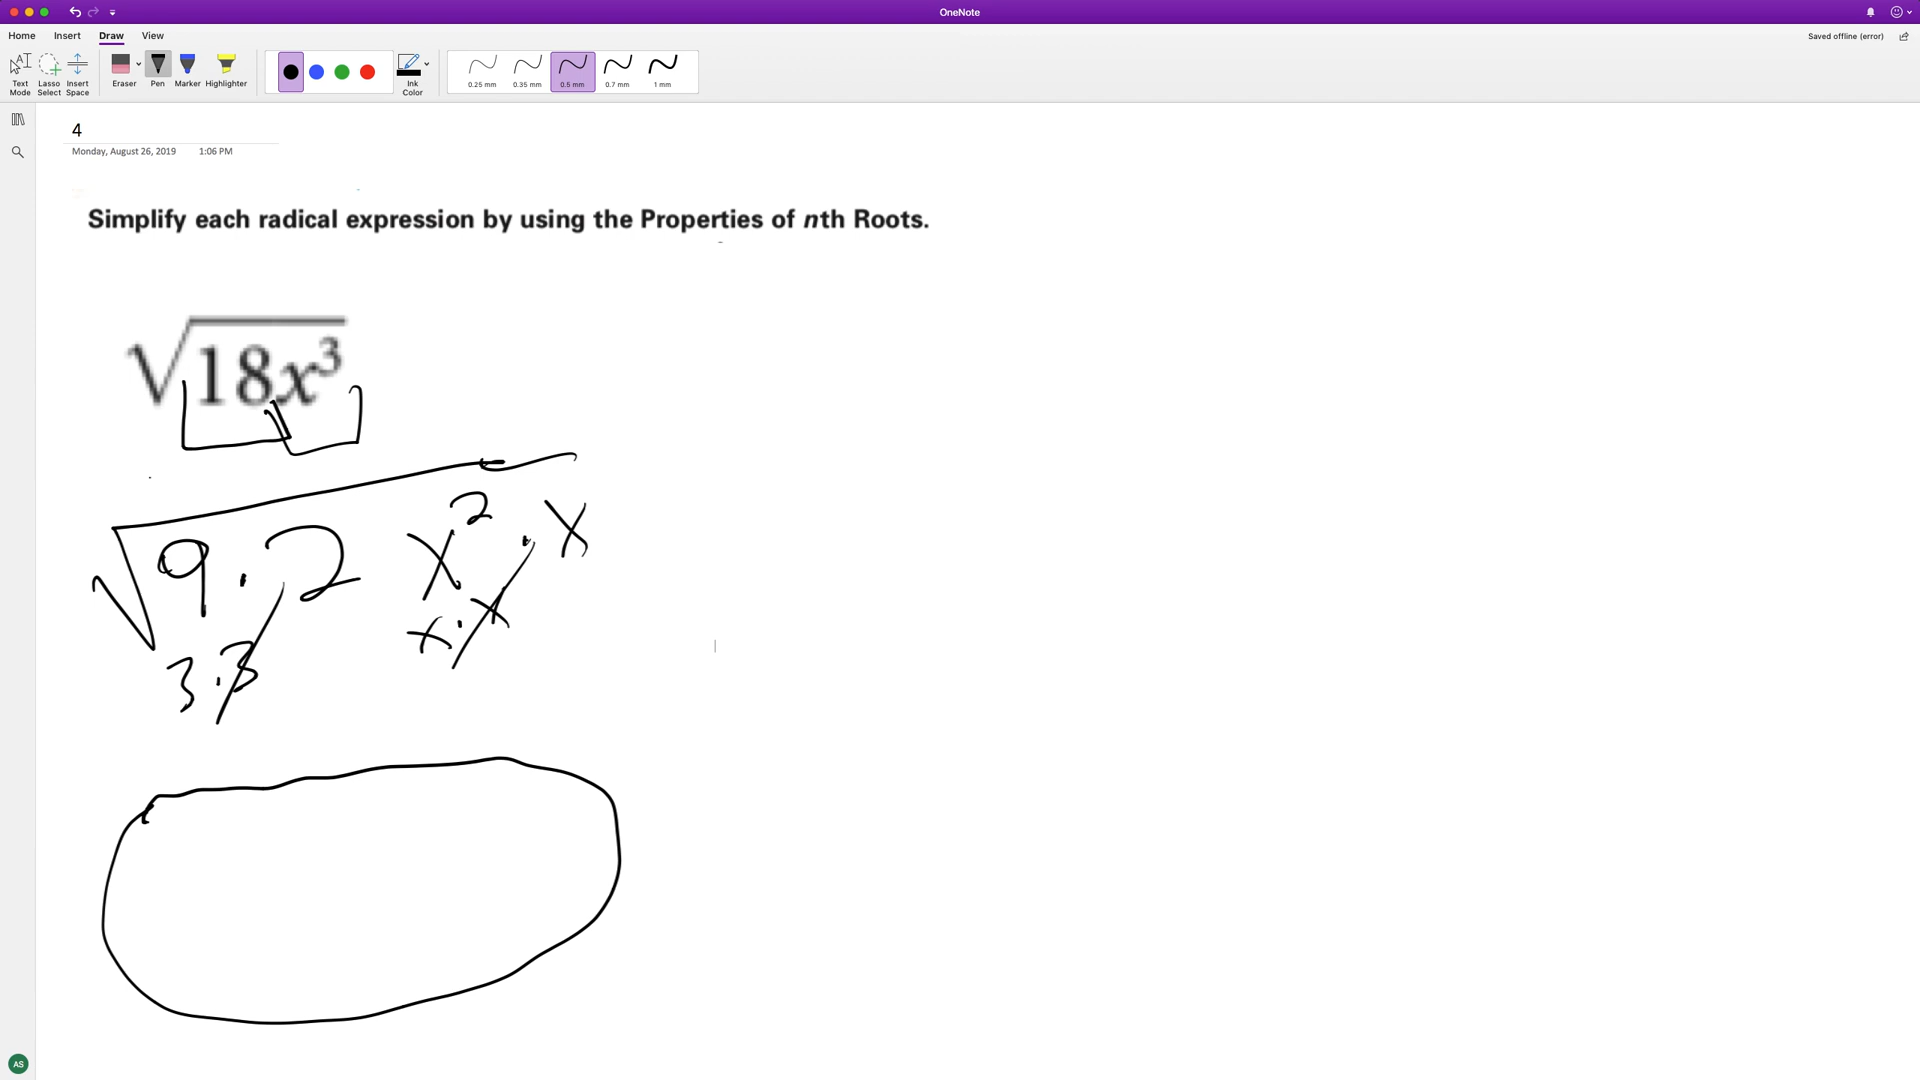 OneNote
Home Insert Draw View
Saved offline (error)
Text Mode
Lasso Select
Insert Space
Eraser
Pen
Marker
Highlighter
Ink Color
0.25 mm
0.35 mm
0.5 mm
0.7 mm
1 mm
4
Monday, August 26, 2019 1:06 PM
Simplify each radical expression by using the Properties of nth Roots.
√18x³
√9·2 x²·x
3·3 x·x
AS